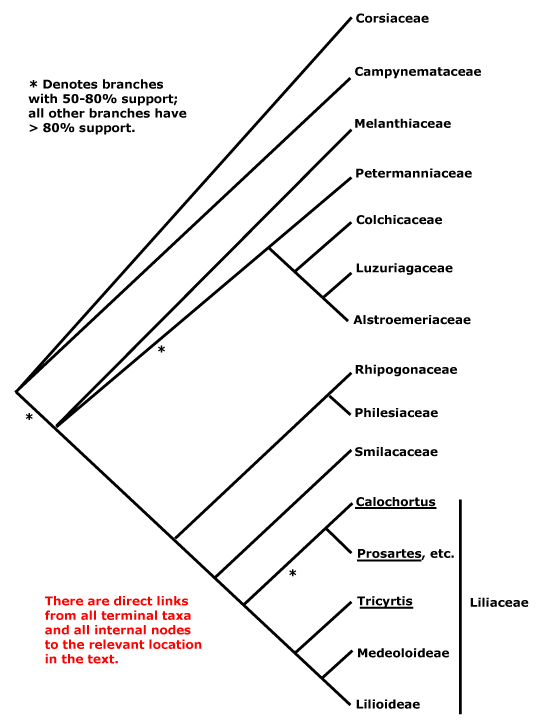 Corsiaceae
* Denotes branches
with 50-80% support;
all other branches have
> 80% support.
Campynemataceae
Melanthiaceae
Petermanniaceae
Colchicaceae
Luzuriagaceae
Alstroemeriaceae
*
Rhipogonaceae
*
Philesiaceae
Smilacaceae
Calochortus
Prosartes, etc.
*
There are direct links
from all terminal taxa
and all internal nodes
to the relevant location
in the text.
Tricyrtis
Liliaceae
Medeoloideae
Lilioideae